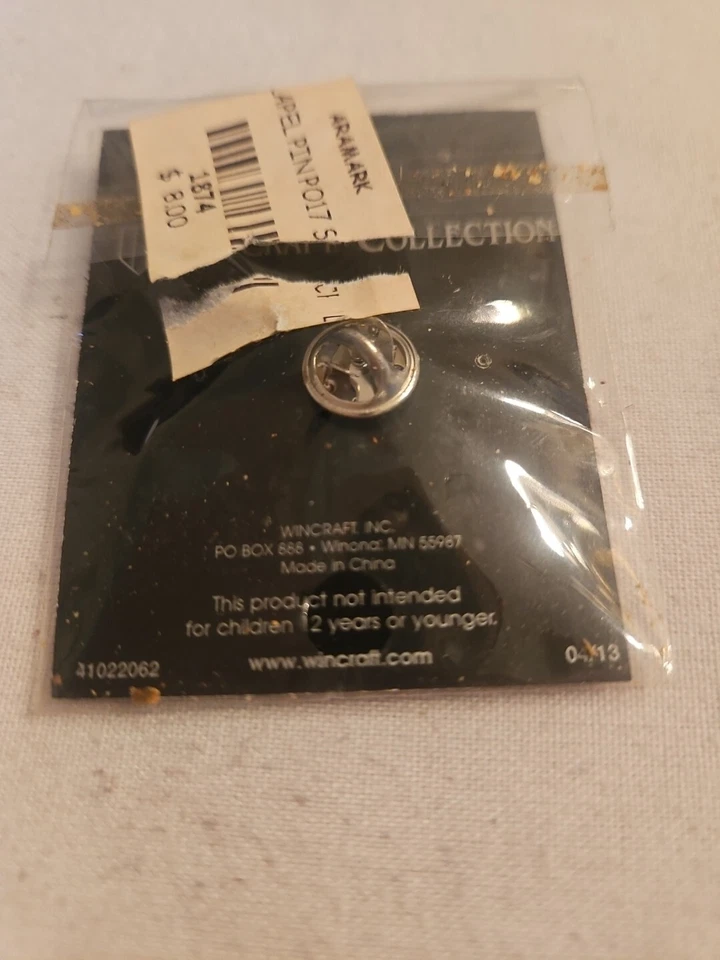 ARAMARK
LAPEL PIN PO17 S
1874
$ 8.00
COLLECTION
WINCRAFT, INC.
PO BOX 888 • Winona, MN 55987
Made in China
This product not intended
for children 12 years or younger.
www.wincraft.com
41022062
04/13